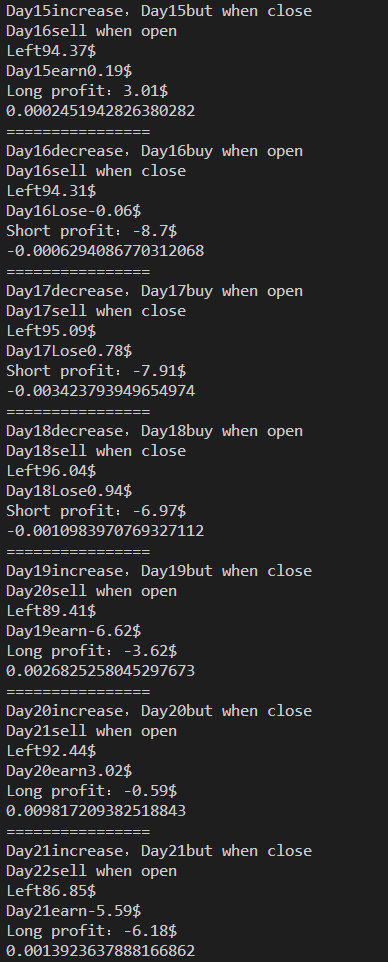 Day15increase，Day15but when close
Day16sell when open
Left94.37$
Day15earn0.19$
Long profit：3.01$
0.0002451942826380282
================
Day16decrease，Day16buy when open
Day16sell when close
Left94.31$
Day16Lose-0.06$
Short profit：-8.7$
-0.0006294086770312068
================
Day17decrease，Day17buy when open
Day17sell when close
Left95.09$
Day17Lose0.78$
Short profit：-7.91$
-0.003423793949654974
================
Day18decrease，Day18buy when open
Day18sell when close
Left96.04$
Day18Lose0.94$
Short profit：-6.97$
-0.0010983970769327112
================
Day19increase，Day19but when close
Day20sell when open
Left89.41$
Day19earn-6.62$
Long profit：-3.62$
0.0026825258045297673
================
Day20increase，Day20but when close
Day21sell when open
Left92.44$
Day20earn3.02$
Long profit：-0.59$
0.009817209382518843
================
Day21increase，Day21but when close
Day22sell when open
Left86.85$
Day21earn-5.59$
Long profit：-6.18$
0.0013923637888166862